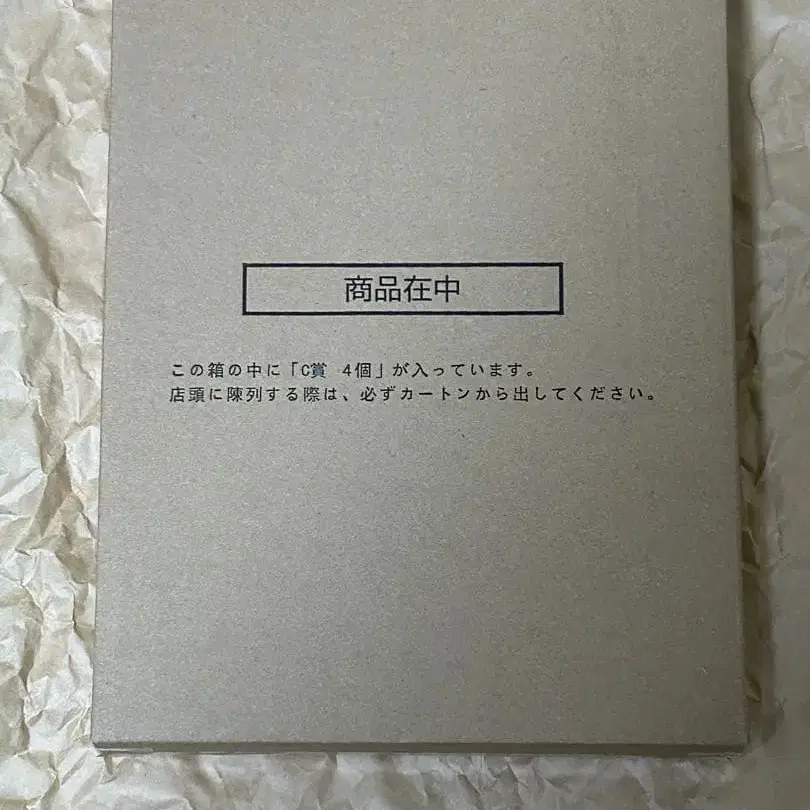 商品在中
この箱の中に「C賞　4個」が入っています。
店頭に陳列する際は、必ずカートンから出してください。